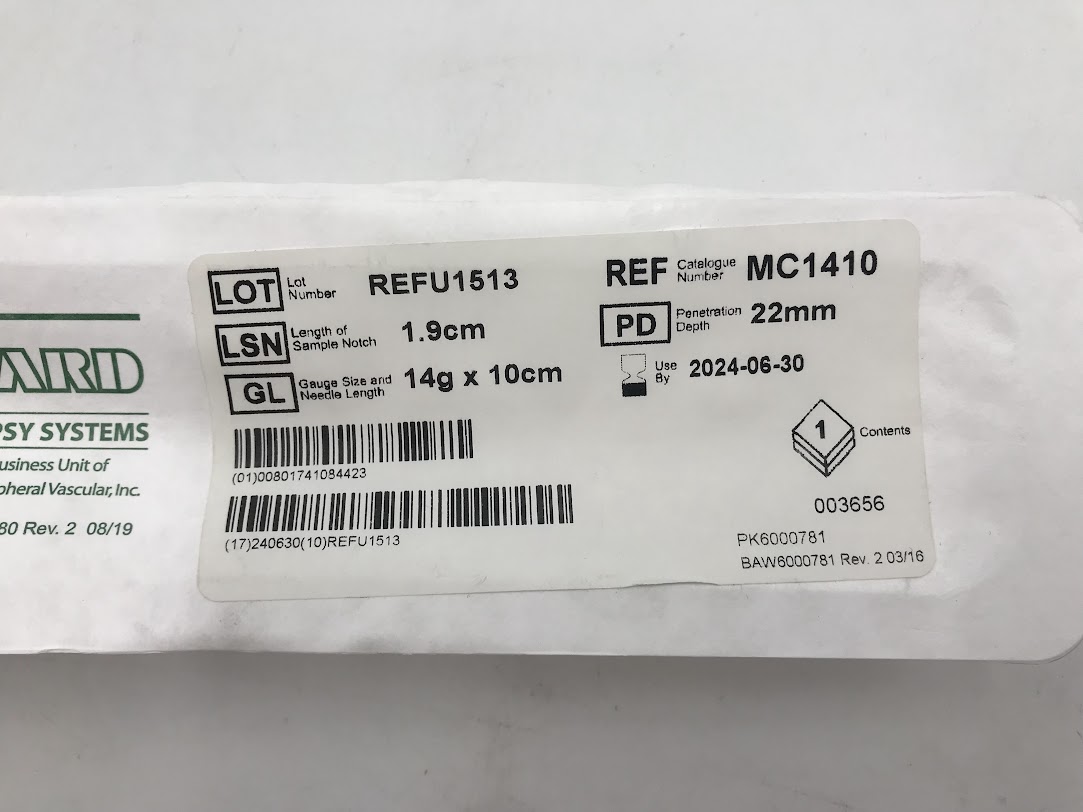 ARD
PSY SYSTEMS
usiness Unit of
pheral Vascular, Inc.
80 Rev. 2 08/19
LOT Lot Number REFU1513
LSN Length of Sample Notch 1.9cm
GL Gauge Size and Needle Length 14g x 10cm
(01)00801741084423
(17)240630(10)REFU1513
REF Catalogue Number MC1410
PD Penetration Depth 22mm
Use By 2024-06-30
1 Contents
003656
PK6000781
BAW6000781 Rev. 2 03/16